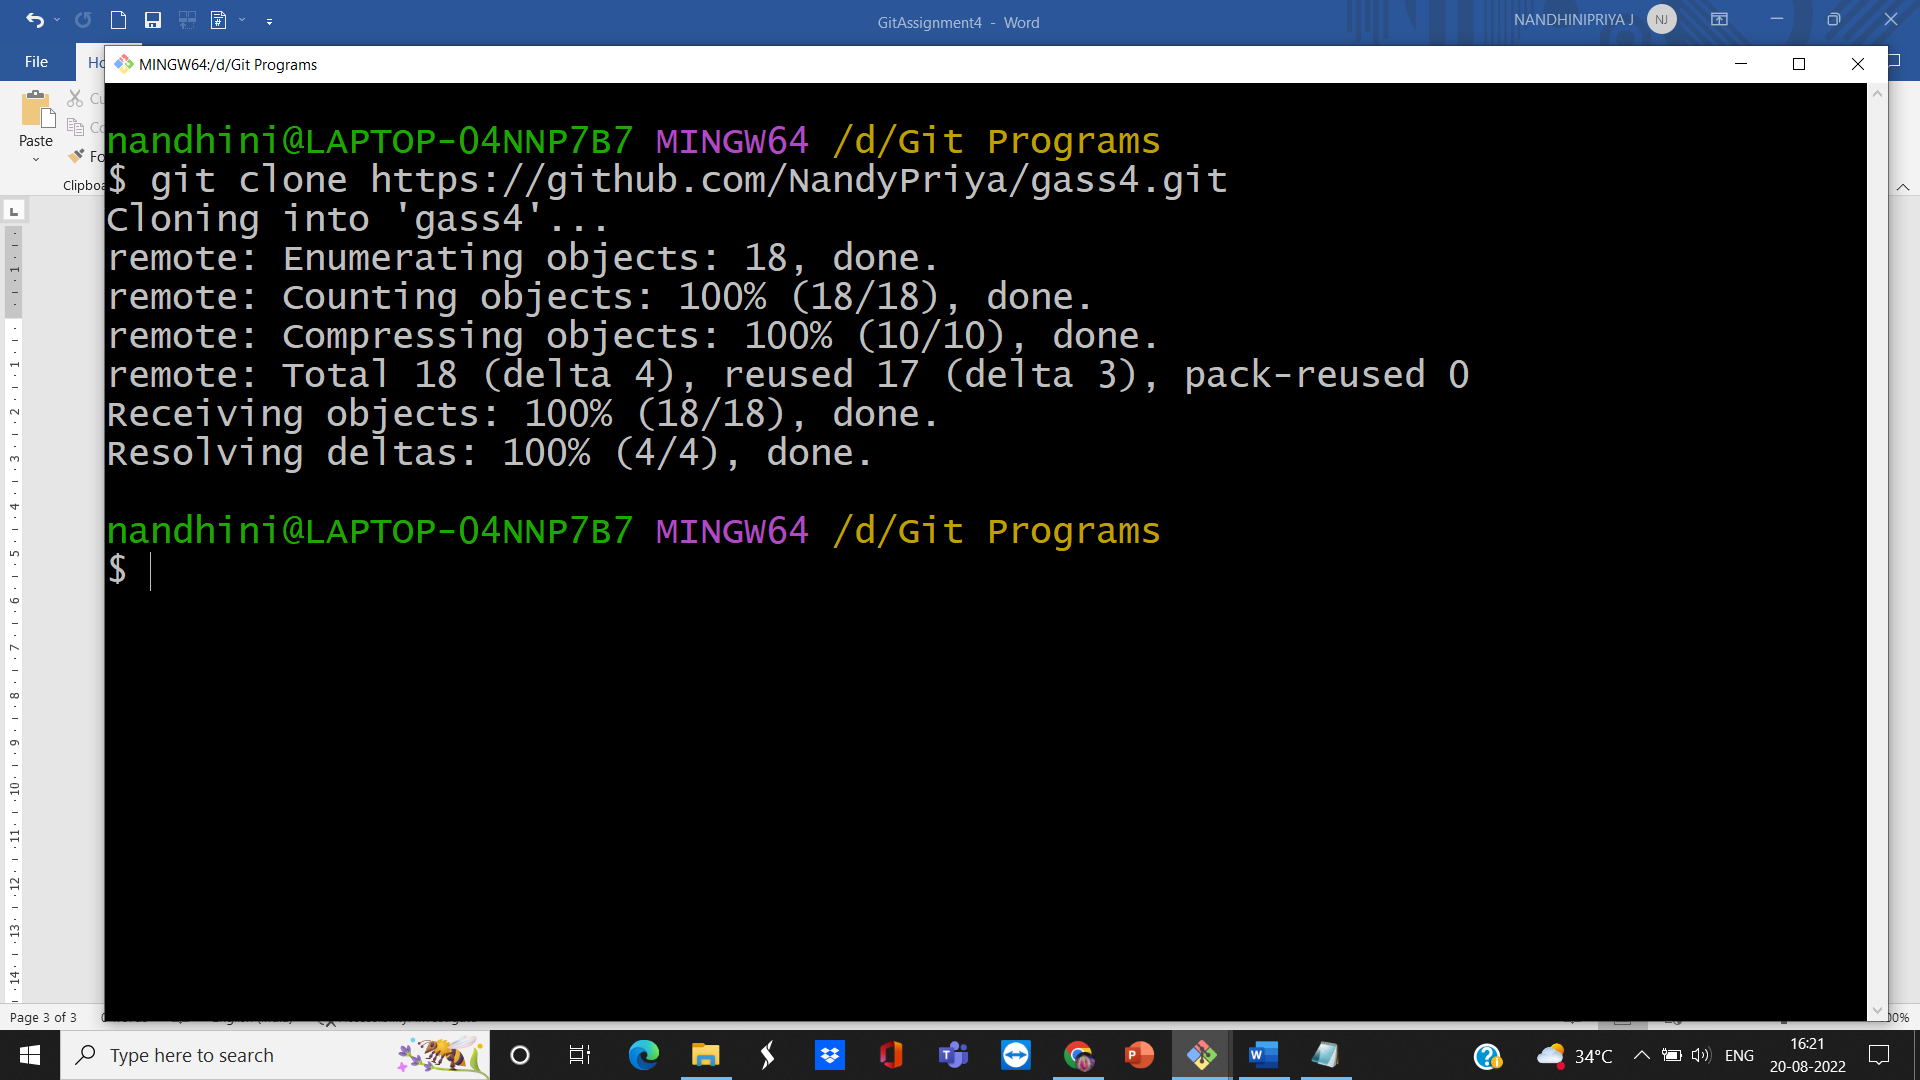 GitAssignment4 - Word
NANDHINIPRIYA J
NJ
File
MINGW64:/d/Git Programs
Paste
nandhini@LAPTOP-O4NNP7B7 MINGW64 /d/Git Programs
$ git clone https://github.com/NandyPriya/gass4.git
Cloning into 'gass4'...
remote: Enumerating objects: 18, done.
remote: Counting objects: 100% (18/18), done.
remote: Compressing objects: 100% (10/10), done.
remote: Total 18 (delta 4), reused 17 (delta 3), pack-reused 0
Receiving objects: 100% (18/18), done.
Resolving deltas: 100% (4/4), done.
nandhini@LAPTOP-O4NNP7B7 MINGW64 /d/Git Programs
$
Page 3 of 3
Type here to search
34°C
ENG
16:21
20-08-2022